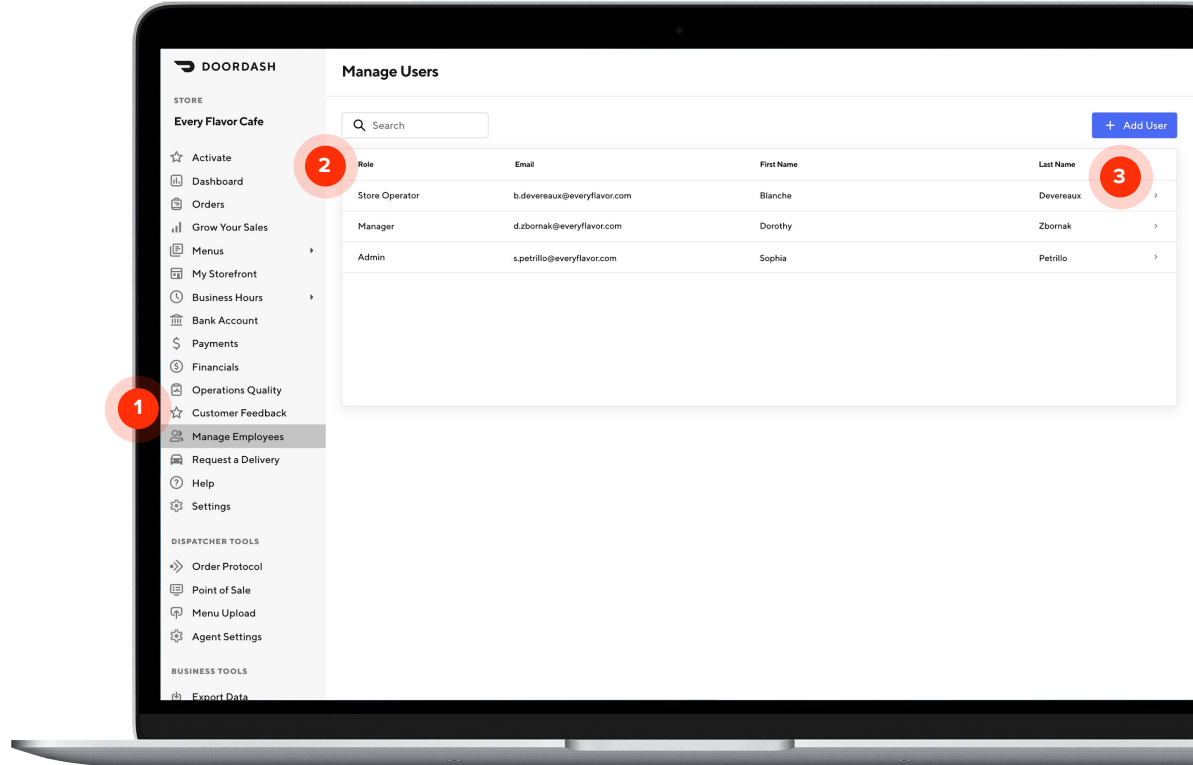 DOORDASH
STORE
Every Flavor Cafe
Activate
Dashboard
Orders
Grow Your Sales
Menus
My Storefront
Business Hours
Bank Account
Payments
Financials
Operations Quality
1
Customer Feedback
Manage Employees
Request a Delivery
Help
Settings
DISPATCHER TOOLS
Order Protocol
Point of Sale
Menu Upload
Agent Settings
BUSINESS TOOLS
Export Data
Manage Users
Search
+ Add User
2
3
Role Email First Name Last Name
Store Operator b.devereaux@everyflavor.com Blanche Devereaux
Manager d.zbornak@everyflavor.com Dorothy Zbornak
Admin s.petrillo@everyflavor.com Sophia Petrillo